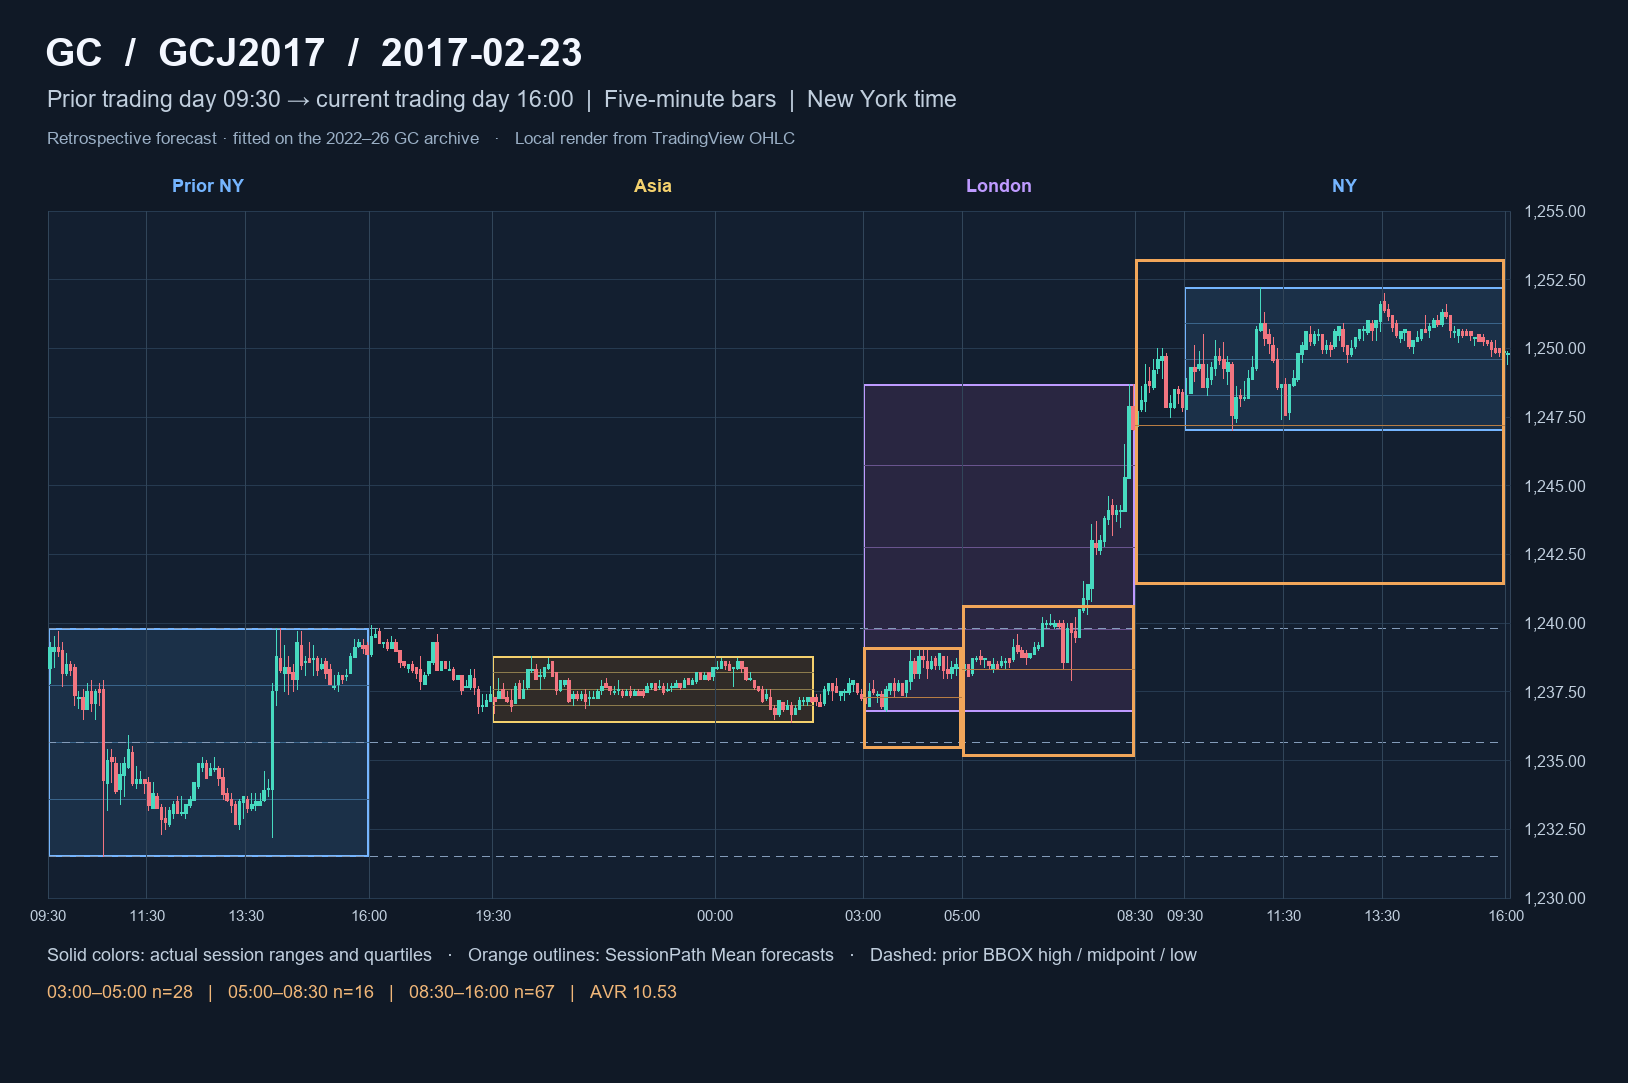 GC / GCJ2017 / 2017-02-23
Prior trading day 09:30 → current trading day 16:00 | Five-minute bars | New York time
Retrospective forecast · fitted on the 2022–26 GC archive · Local render from TradingView OHLC
Prior NY Asia London NY
1,255.00
1,252.50
1,250.00
1,247.50
1,245.00
1,242.50
1,240.00
1,237.50
1,235.00
1,232.50
1,230.00
09:30 11:30 13:30 16:00 19:30 00:00 03:00 05:00 08:30 09:30 11:30 13:30 16:00
Solid colors: actual session ranges and quartiles · Orange outlines: SessionPath Mean forecasts · Dashed: prior BBOX high / midpoint / low
03:00–05:00 n=28 | 05:00–08:30 n=16 | 08:30–16:00 n=67 | AVR 10.53